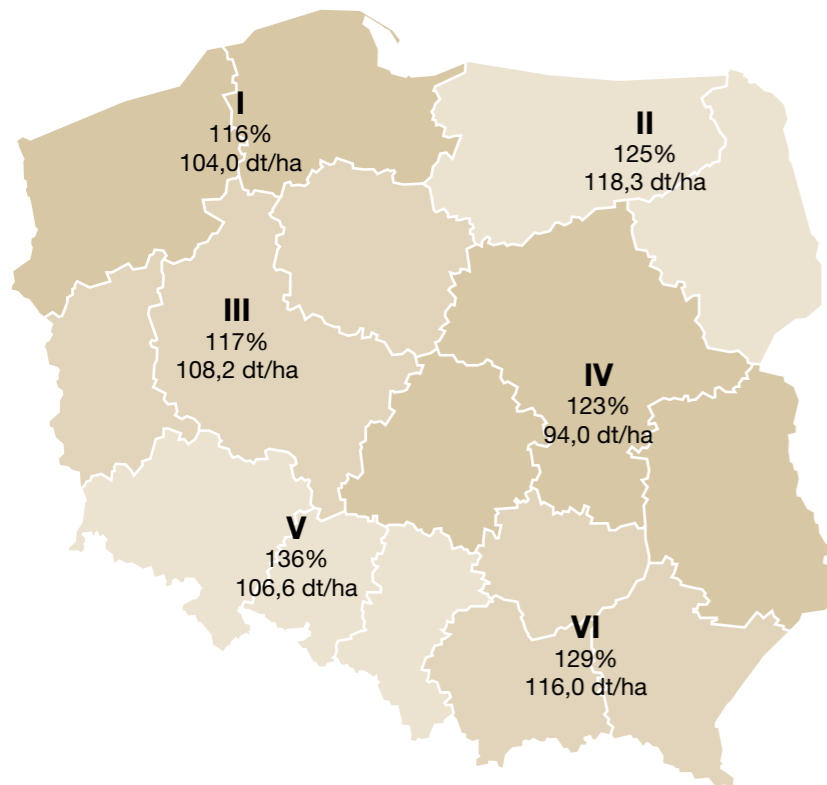 I
116%
104,0 dt/ha
II
125%
118,3 dt/ha
III
117%
108,2 dt/ha
IV
123%
94,0 dt/ha
V
136%
106,6 dt/ha
VI
129%
116,0 dt/ha